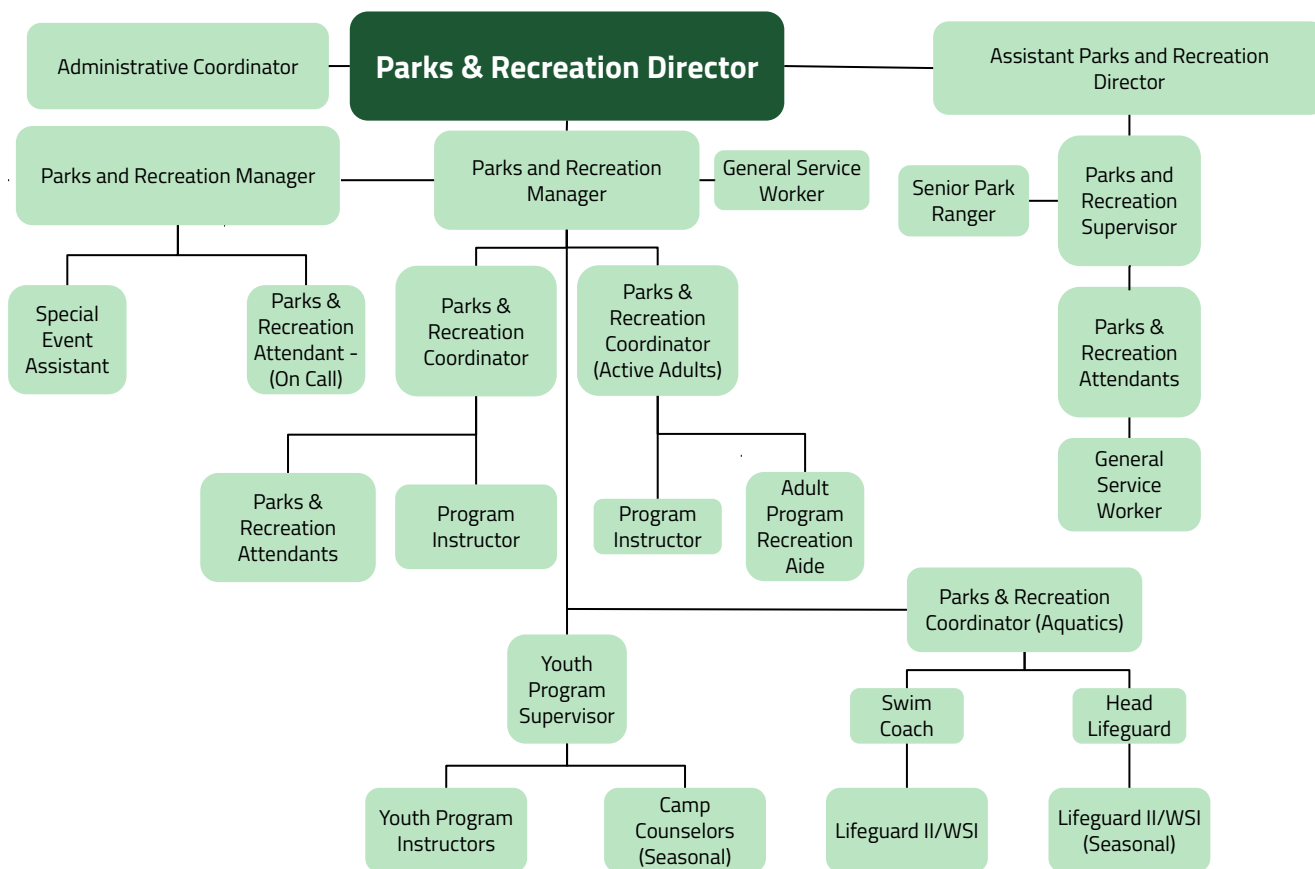 Administrative Coordinator
Parks & Recreation Director
Assistant Parks and Recreation
Director
Parks and Recreation Manager
Parks and Recreation
Manager
General Service
Worker
Senior Park
Ranger
Parks and
Recreation
Supervisor
Special
Event
Assistant
Parks &
Recreation
Attendant -
(On Call)
Parks &
Recreation
Coordinator
Parks &
Recreation
Coordinator
(Active Adults)
Parks &
Recreation
Attendants
General
Service
Worker
Parks &
Recreation
Attendants
Program
Instructor
Program
Instructor
Adult
Program
Recreation
Aide
Parks & Recreation
Coordinator (Aquatics)
Youth
Program
Supervisor
Swim
Coach
Head
Lifeguard
Youth Program
Instructors
Camp
Counselors
(Seasonal)
Lifeguard II/WSI
Lifeguard II/WSI
(Seasonal)